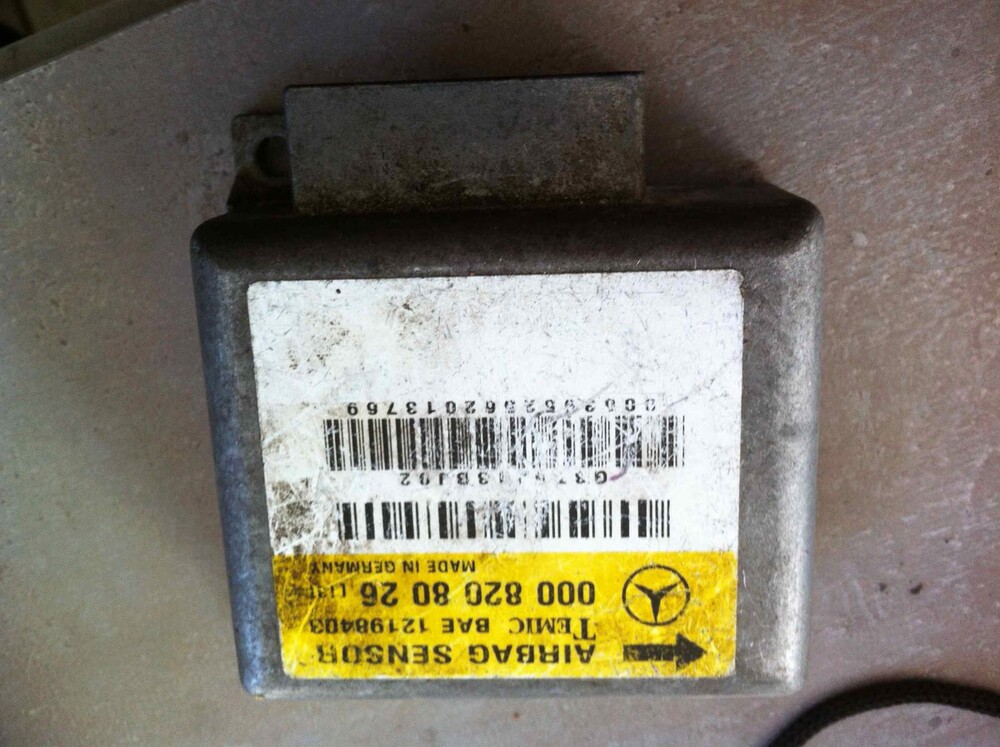 AIRBAG SENSOR
TEMIC BAE 12198403
000 820 80 26
MADE IN GERMANY